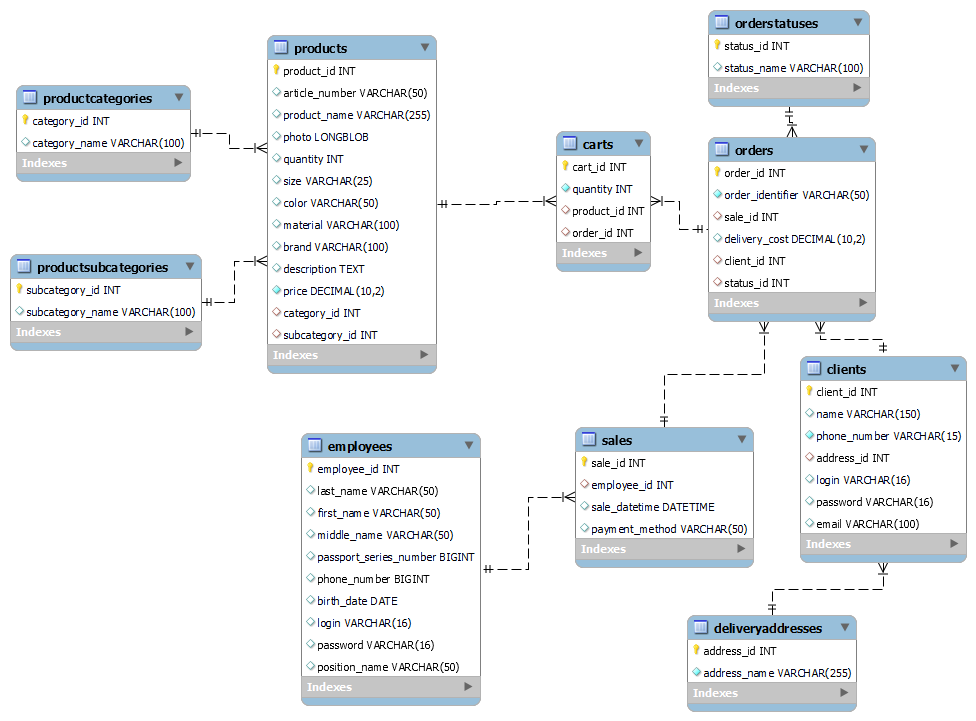 productcategories
category_id INT
category_name VARCHAR(100)
Indexes
productsubcategories
subcategory_id INT
subcategory_name VARCHAR(100)
Indexes
products
product_id INT
article_number VARCHAR(50)
product_name VARCHAR(255)
photo LONGBLOB
quantity INT
size VARCHAR(25)
color VARCHAR(50)
material VARCHAR(100)
brand VARCHAR(100)
description TEXT
price DECIMAL(10,2)
category_id INT
subcategory_id INT
Indexes
carts
cart_id INT
quantity INT
product_id INT
order_id INT
Indexes
orderstatuses
status_id INT
status_name VARCHAR(100)
Indexes
orders
order_id INT
order_identifier VARCHAR(50)
sale_id INT
delivery_cost DECIMAL(10,2)
client_id INT
status_id INT
Indexes
employees
employee_id INT
last_name VARCHAR(50)
first_name VARCHAR(50)
middle_name VARCHAR(50)
passport_series_number BIGINT
phone_number BIGINT
birth_date DATE
login VARCHAR(16)
password VARCHAR(16)
position_name VARCHAR(50)
Indexes
sales
sale_id INT
employee_id INT
sale_datetime DATETIME
payment_method VARCHAR(50)
Indexes
clients
client_id INT
name VARCHAR(150)
phone_number VARCHAR(15)
address_id INT
login VARCHAR(16)
password VARCHAR(16)
email VARCHAR(100)
Indexes
deliveryaddresses
address_id INT
address_name VARCHAR(255)
Indexes